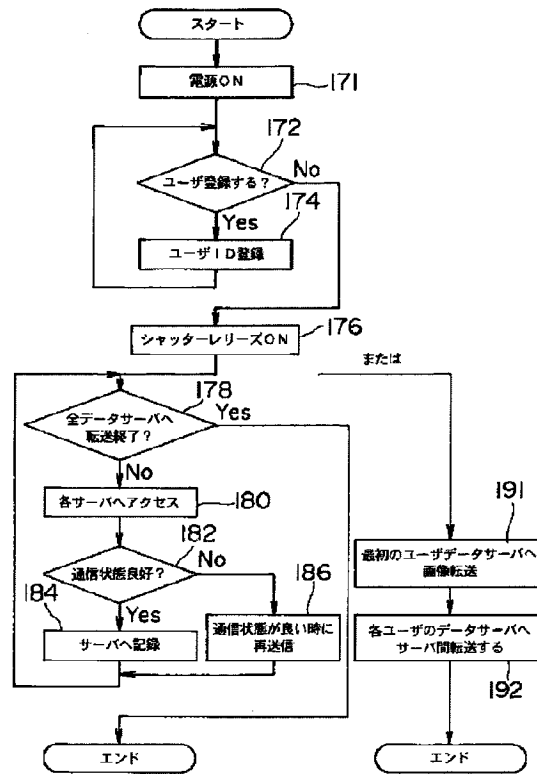 スタート
電源ON
171
172
ユーザ登録する？
No
Yes
174
ユーザID登録
シャッターレリーズON
176
または
178
全データサーバへ
転送終了？
Yes
No
各サーバへアクセス
180
182
通信状態良好？
No
184
Yes
186
サーバへ記録
通信状態が良い時に
再送信
191
最初のユーザデータサーバへ
画像転送
各ユーザのデータサーバへ
サーバ間転送する
192
エンド
エンド